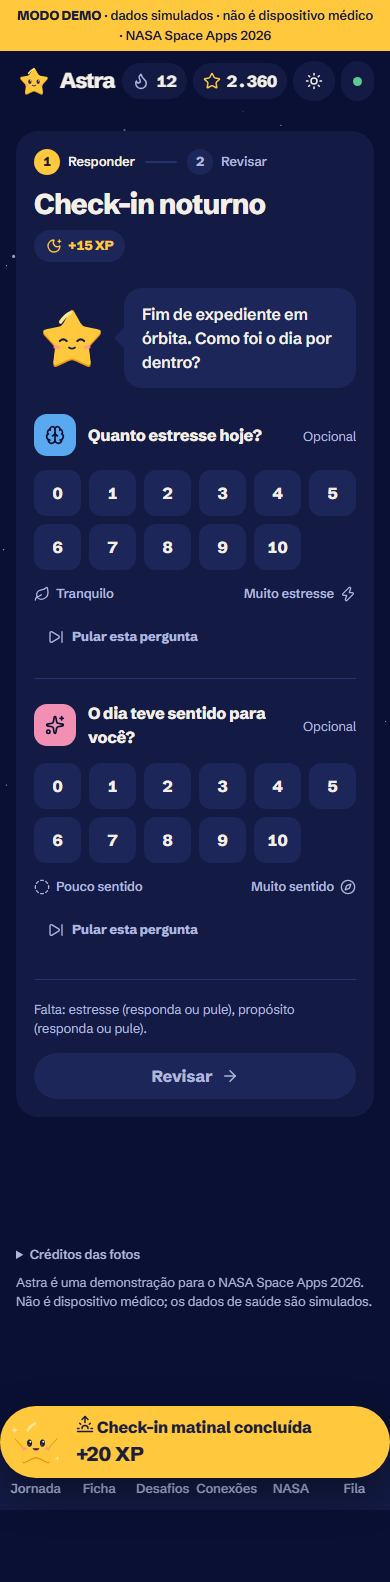 MODO DEMO · dados simulados · não é dispositivo médico
· NASA Space Apps 2026
Astra 12 2.360
1 Responder 2 Revisar
Check-in noturno
+15 XP
Fim de expediente em
órbita. Como foi o dia por
dentro?
Quanto estresse hoje? Opcional
0 1 2 3 4 5
6 7 8 9 10
Tranquilo Muito estresse
Pular esta pergunta
O dia teve sentido para
você? Opcional
0 1 2 3 4 5
6 7 8 9 10
Pouco sentido Muito sentido
Pular esta pergunta
Falta: estresse (responda ou pule), propósito
(responda ou pule).
Revisar
Créditos das fotos
Astra é uma demonstração para o NASA Space Apps 2026.
Não é dispositivo médico; os dados de saúde são simulados.
Check-in matinal concluída
+20 XP
Jornada Ficha Desafios Conexões NASA Fila